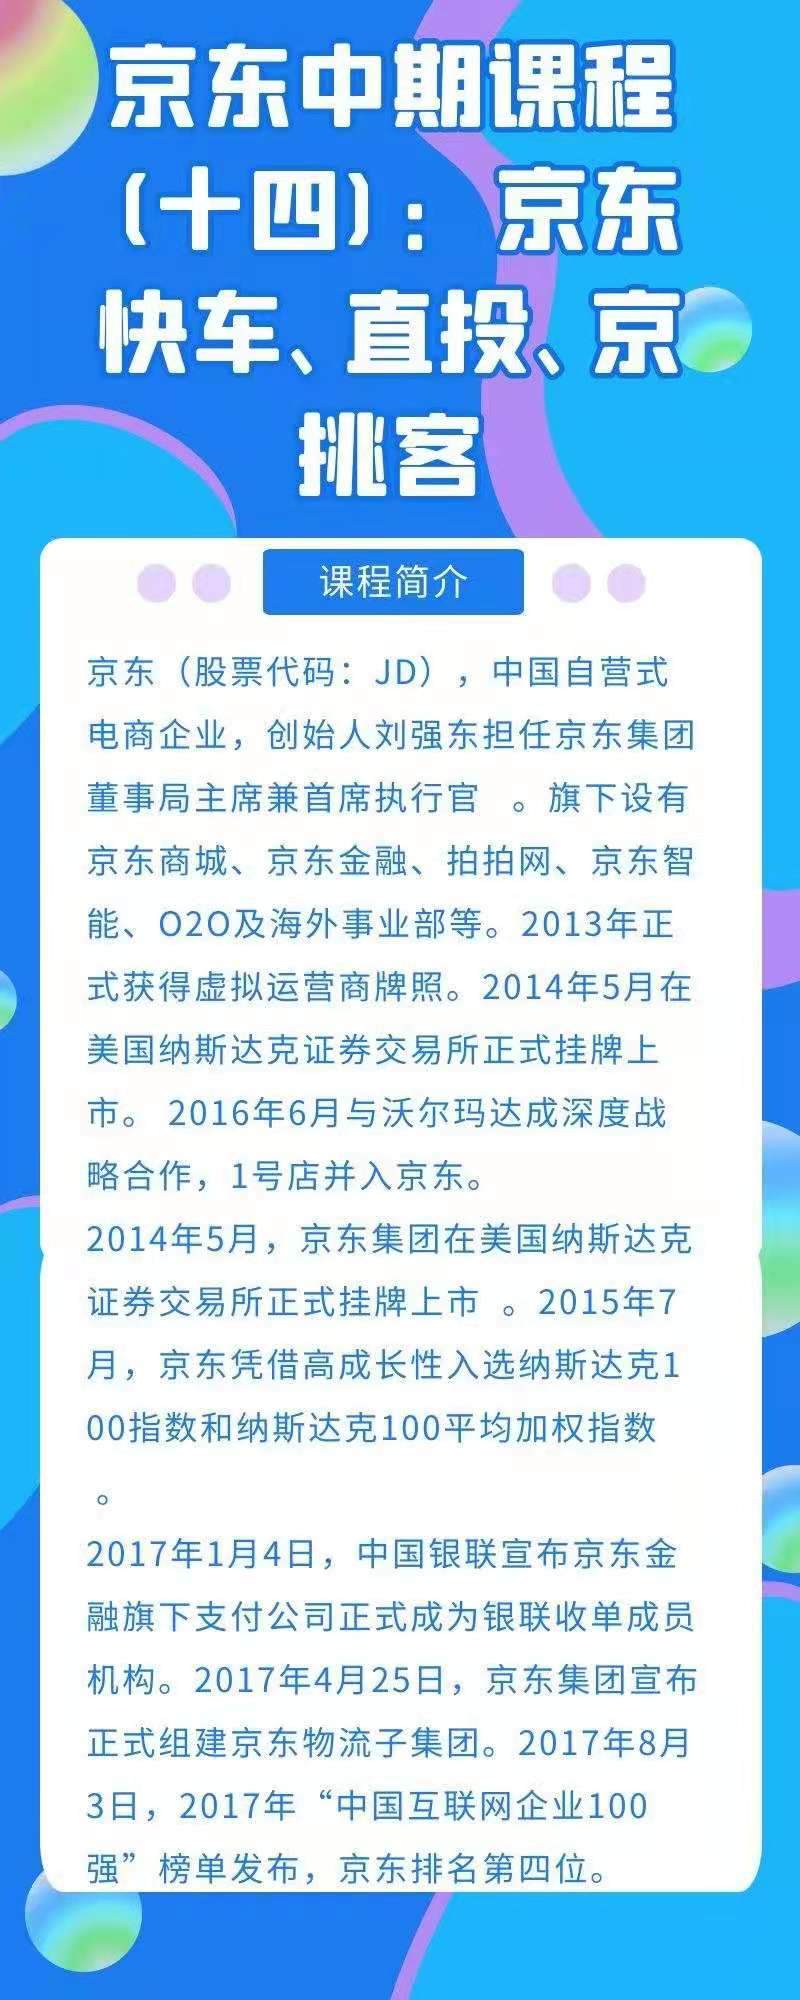 京东中期课程
(十四)：京东
快车、直投、京
挑客
课程简介
京东（股票代码：JD），中国自营式
电商企业，创始人刘强东担任京东集团
董事局主席兼首席执行官 。旗下设有
京东商城、京东金融、拍拍网、京东智
能、O2O及海外事业部等。2013年正
式获得虚拟运营商牌照。2014年5月在
美国纳斯达克证券交易所正式挂牌上
市。 2016年6月与沃尔玛达成深度战
略合作，1号店并入京东。
2014年5月，京东集团在美国纳斯达克
证券交易所正式挂牌上市 。2015年7
月，京东凭借高成长性入选纳斯达克1
00指数和纳斯达克100平均加权指数
。
2017年1月4日，中国银联宣布京东金
融旗下支付公司正式成为银联收单成员
机构。2017年4月25日，京东集团宣布
正式组建京东物流子集团。2017年8月
3日，2017年“中国互联网企业100
强”榜单发布，京东排名第四位。